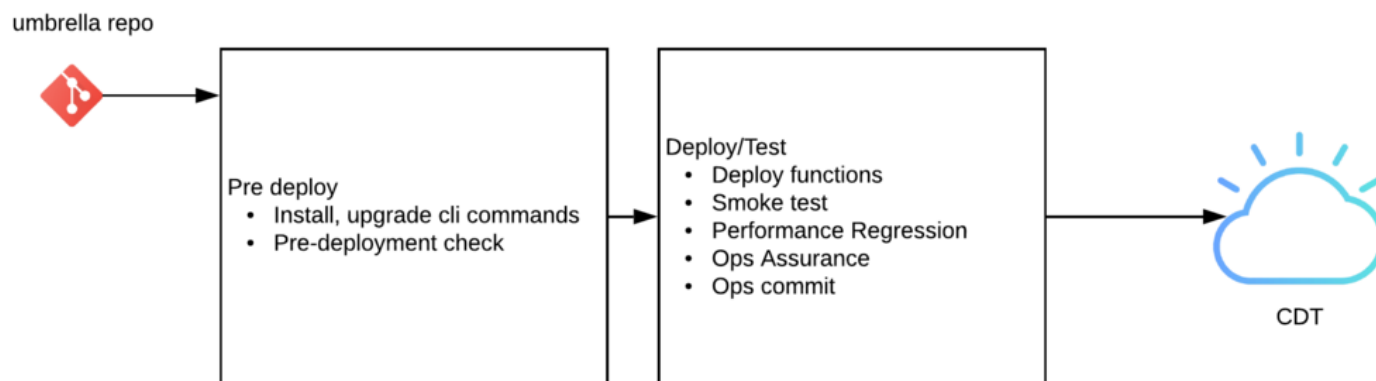 umbrella repo
Pre deploy
• Install, upgrade cli commands
• Pre-deployment check
Deploy/Test
• Deploy functions
• Smoke test
• Performance Regression
• Ops Assurance
• Ops commit
CDT